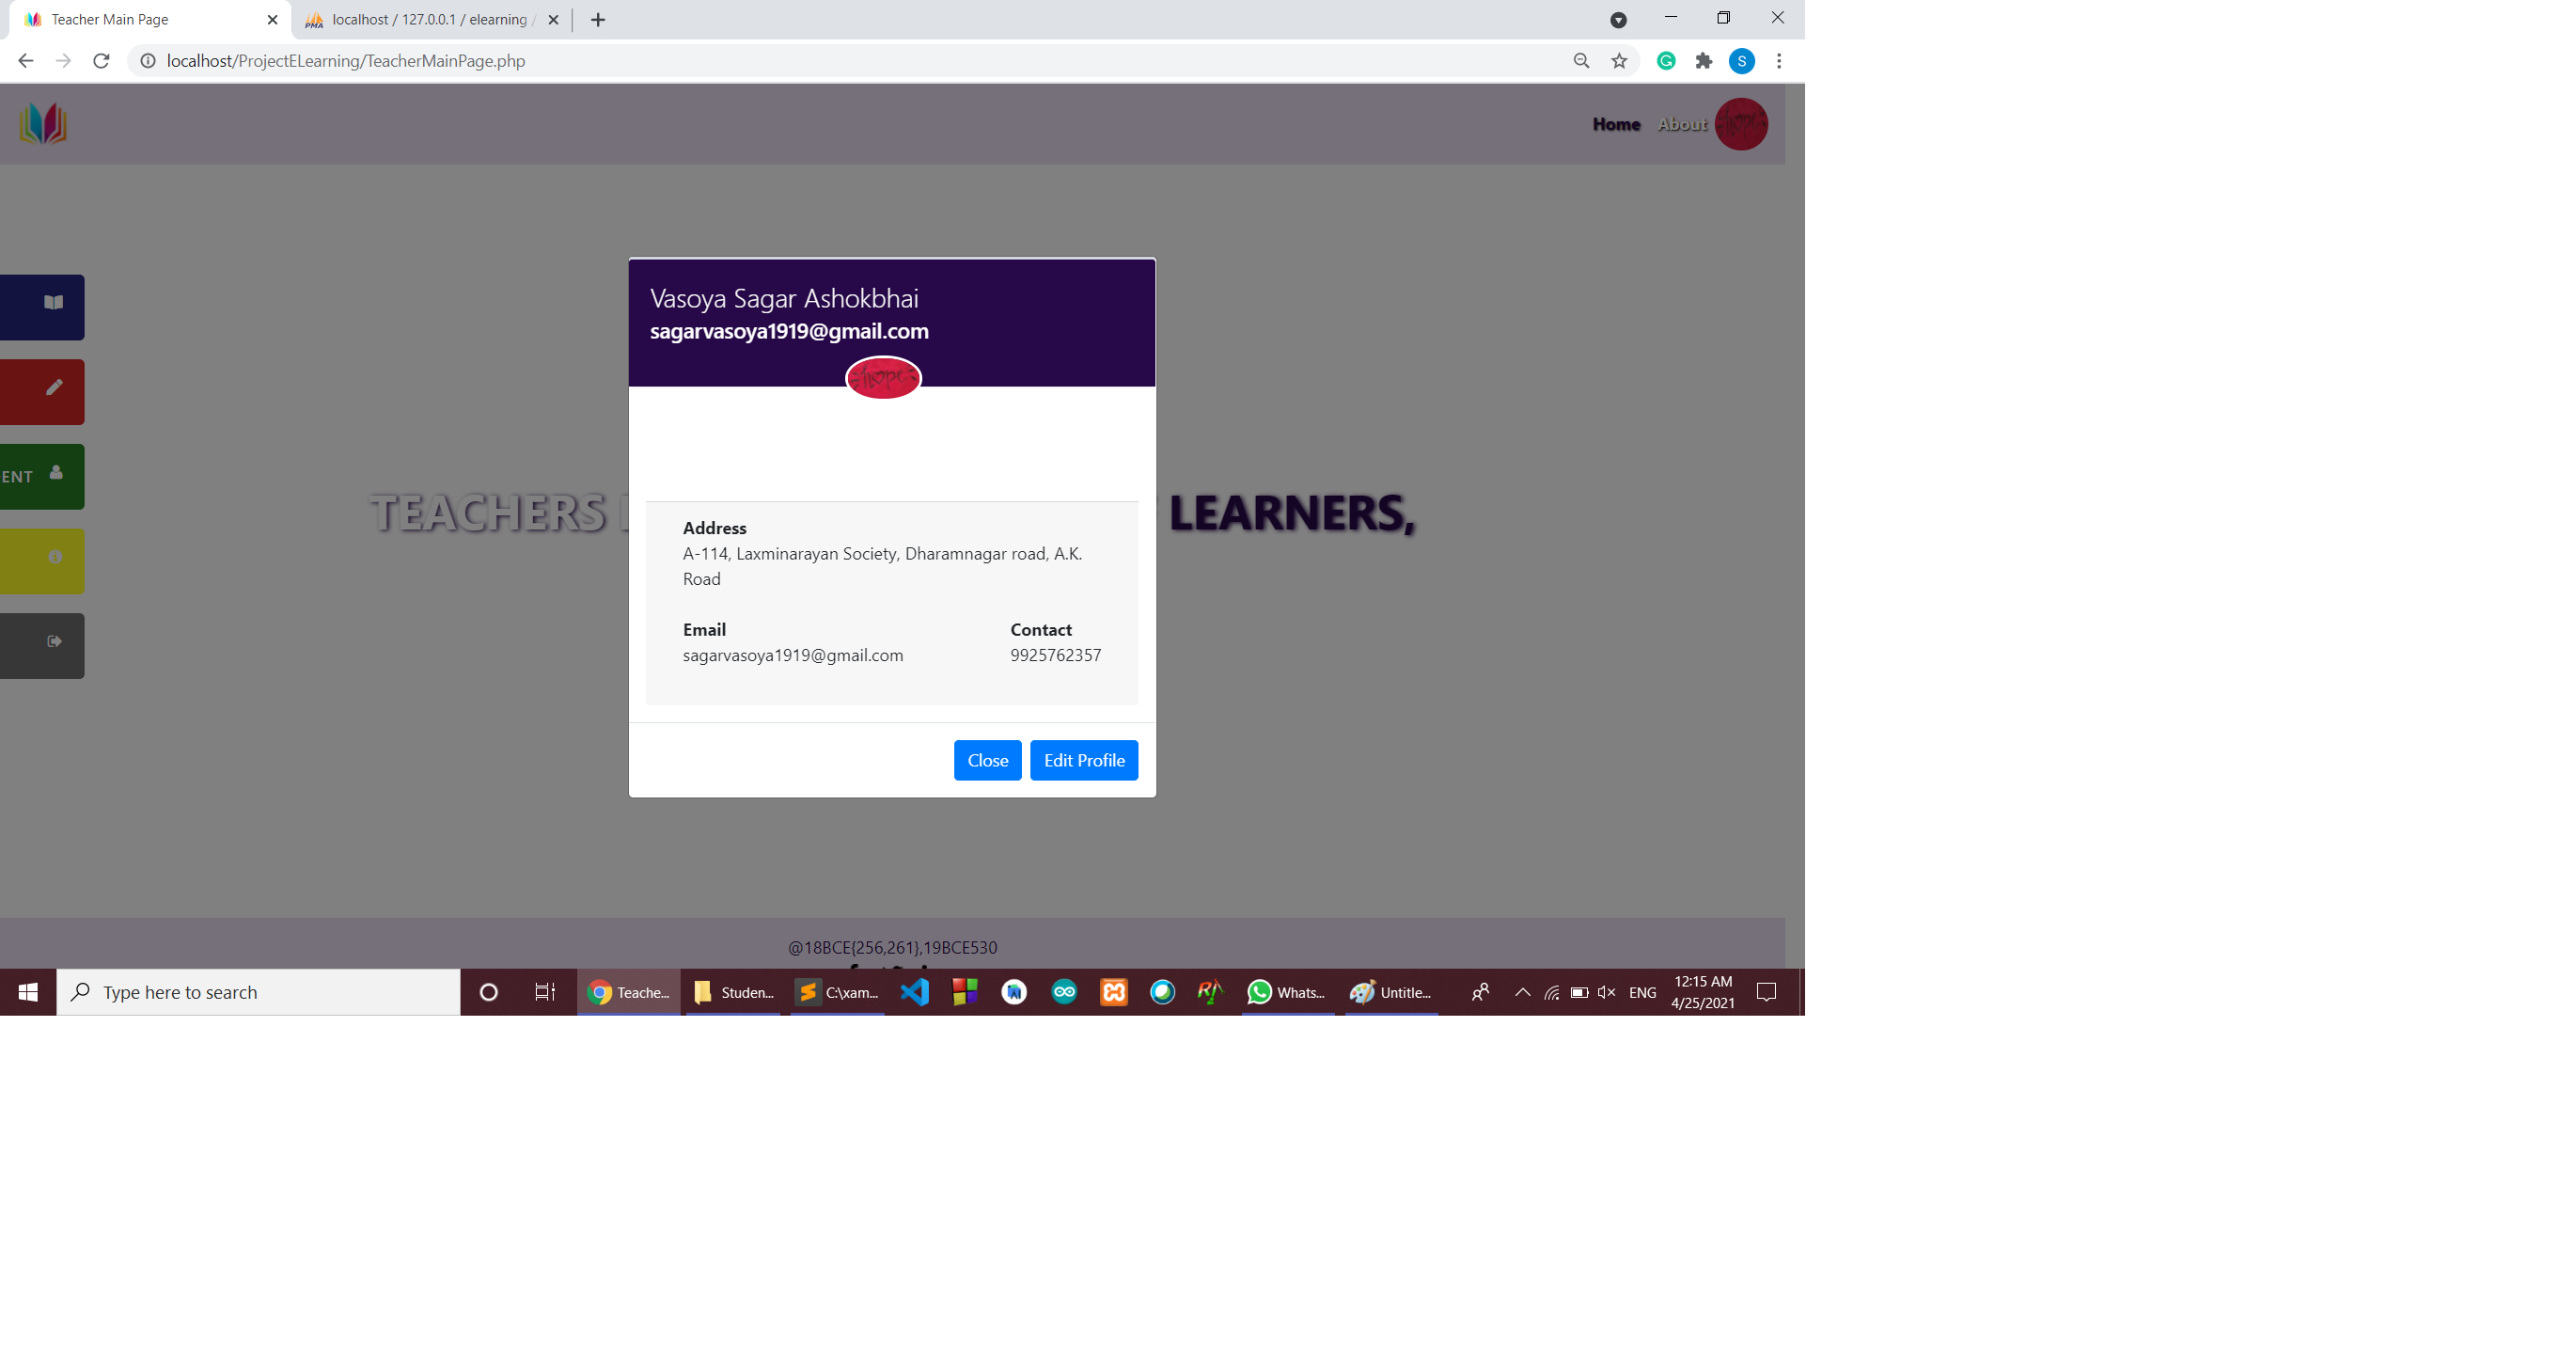 Teacher Main Page
localhost / 127.0.0.1 / elearning /
localhost/ProjectELearning/TeacherMainPage.php
S
Home About hope
Vasoya Sagar Ashokbhai
sagarvasoya1919@gmail.com
hope
ENT
TEACHERS
LEARNERS,
Address
A-114, Laxminarayan Society, Dharamnagar road, A.K.
Road
Email Contact
sagarvasoya1919@gmail.com 9925762357
Close Edit Profile
@18BCE{256,261},19BCE530
Type here to search
Teache...
Studen...
C:\xam...
Whats...
Untitle...
ENG
12:15 AM
4/25/2021